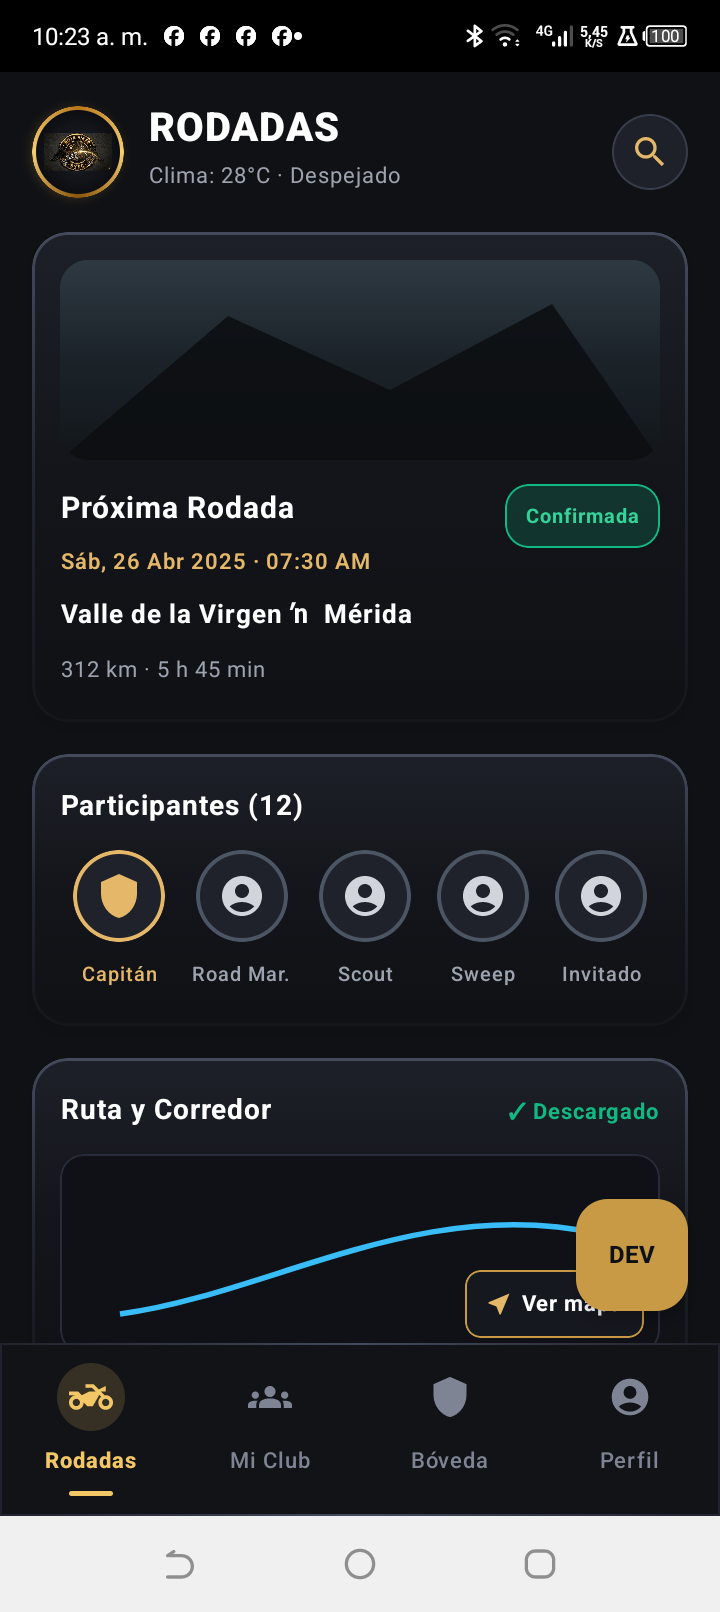 10:23 a. m.
4G
5,45
K/S
100
RODADAS
Clima: 28°C · Despejado
Próxima Rodada
Confirmada
Sáb, 26 Abr 2025 · 07:30 AM
Valle de la Virgen ŉ Mérida
312 km · 5 h 45 min
Participantes (12)
Capitán
Road Mar.
Scout
Sweep
Invitado
Ruta y Corredor
✓ Descargado
DEV
Ver
Rodadas
Mi Club
Bóveda
Perfil